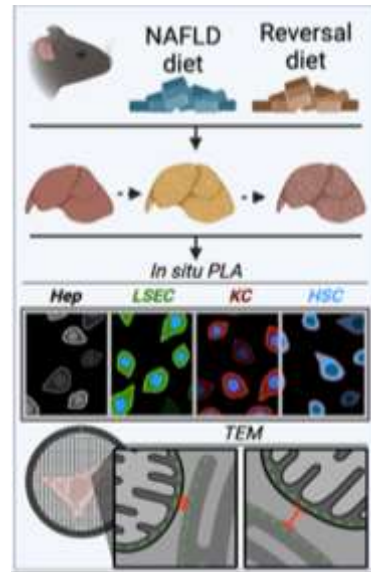 NAFLD Reversal
diet diet
In situ PLA
Hep LSEC KC HSC
TEM